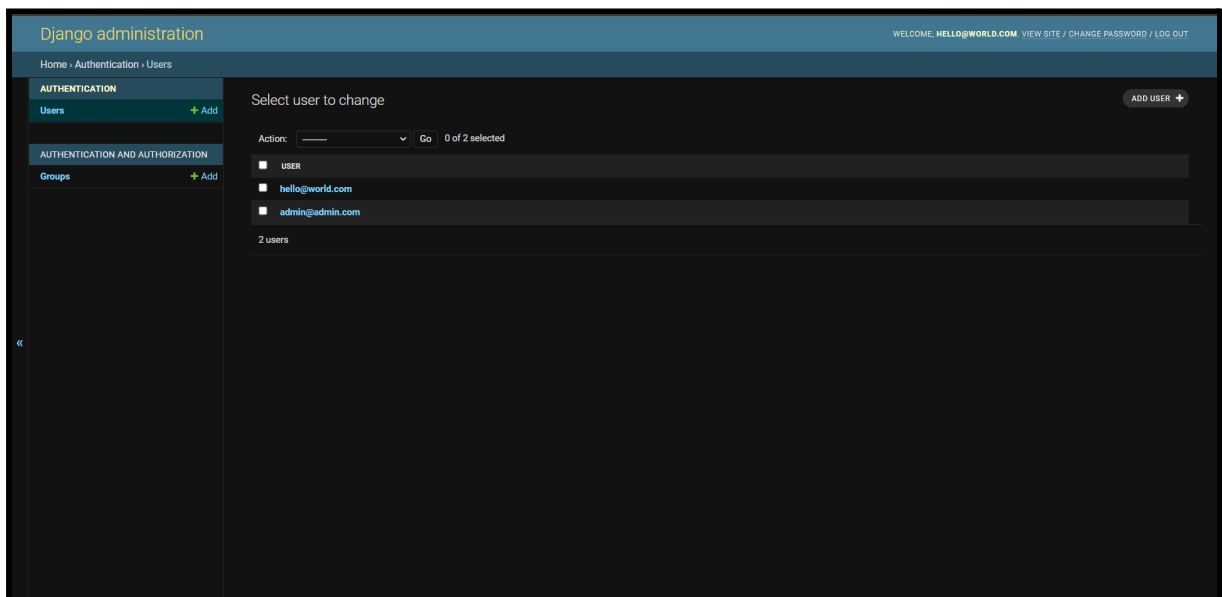 Django administration
WELCOME, HELLO@WORLD.COM. VIEW SITE / CHANGE PASSWORD / LOG OUT
Home › Authentication › Users
AUTHENTICATION
Users + Add
AUTHENTICATION AND AUTHORIZATION
Groups + Add
«
Select user to change
ADD USER +
Action: --------- Go 0 of 2 selected
USER
hello@world.com
admin@admin.com
2 users